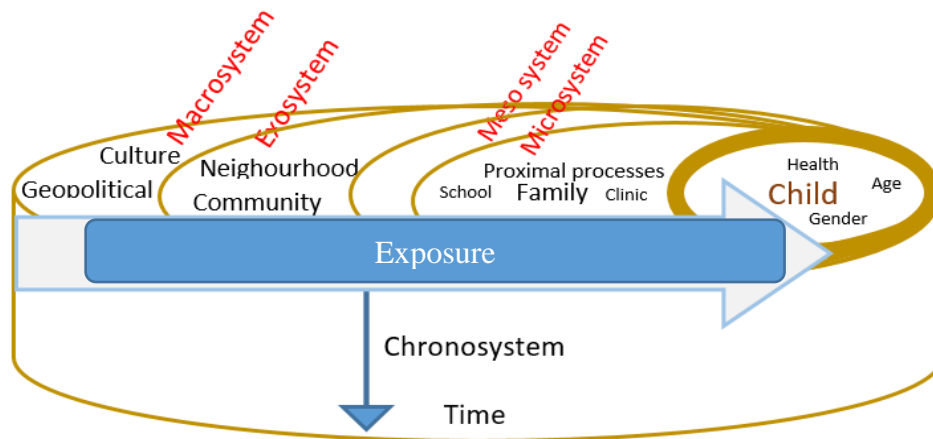 Macrosystem
Exosystem
Meso system
Microsystem
Culture
Geopolitical
Neighourhood
Community
Proximal processes
School Family Clinic
Health
Child Age
Gender
Exposure
Chronosystem
Time